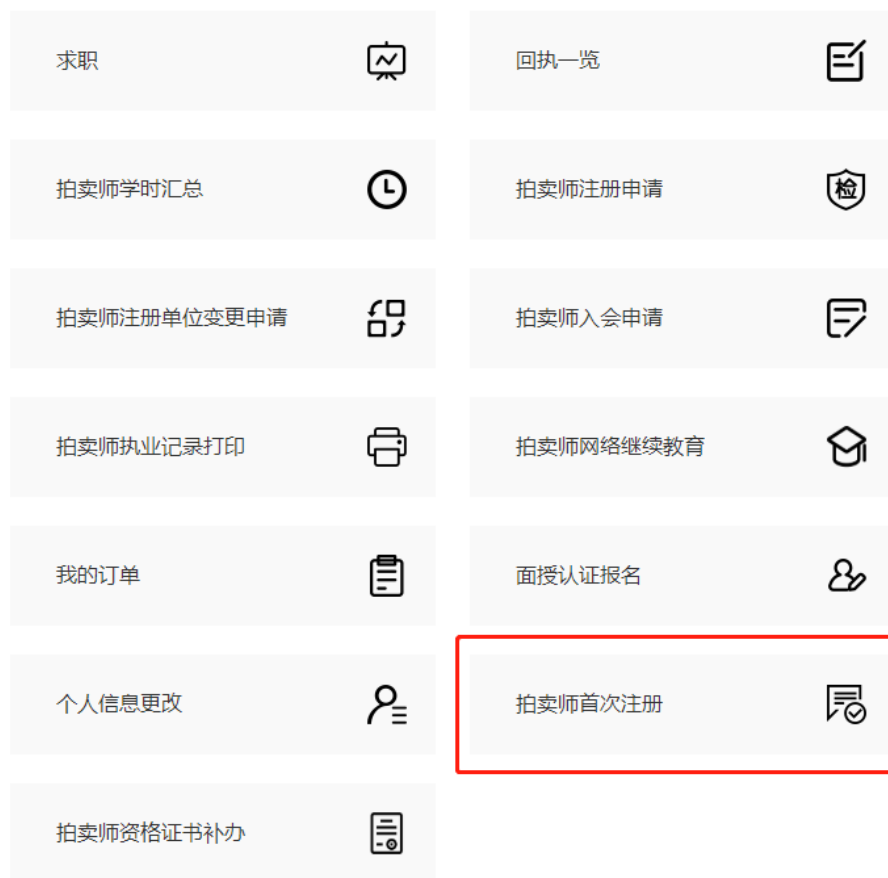 求职
回执一览
拍卖师学时汇总
拍卖师注册申请
检
拍卖师注册单位变更申请
拍卖师入会申请
拍卖师执业记录打印
拍卖师网络继续教育
我的订单
面授认证报名
个人信息更改
拍卖师首次注册
拍卖师资格证书补办